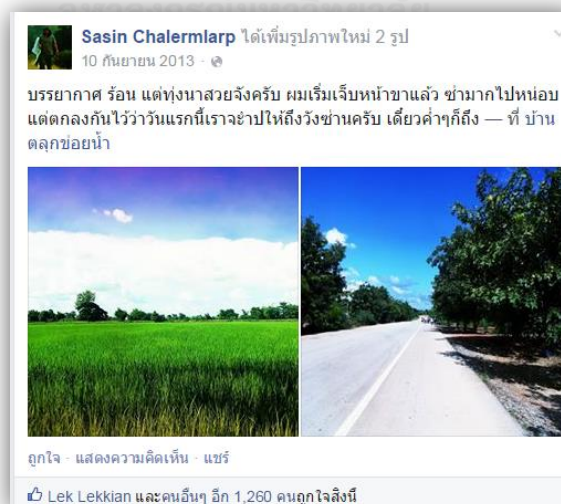 Sasin Chalermlarp ได้เพิ่มรูปภาพใหม่ 2 รูป
10 กันยายน 2013 ·
บรรยากาศ ร้อน แต่ทุ่งนาสวยจังครับ ผมเริ่มเจ็บหน้าขาแล้ว ซ่ามากไปหน่อบ
แต่ตกลงกันไว้ว่าวันแรกนี้เราจะำปให้ถึงวังซ่านครับ เดี๋ยวค่ำๆก็ถึง — ที่ บ้าน
ตลุกข่อยน้ำ
ถูกใจ · แสดงความคิดเห็น · แชร์
Lek Lekkian และคนอื่นๆ อีก 1,260 คนถูกใจสิ่งนี้